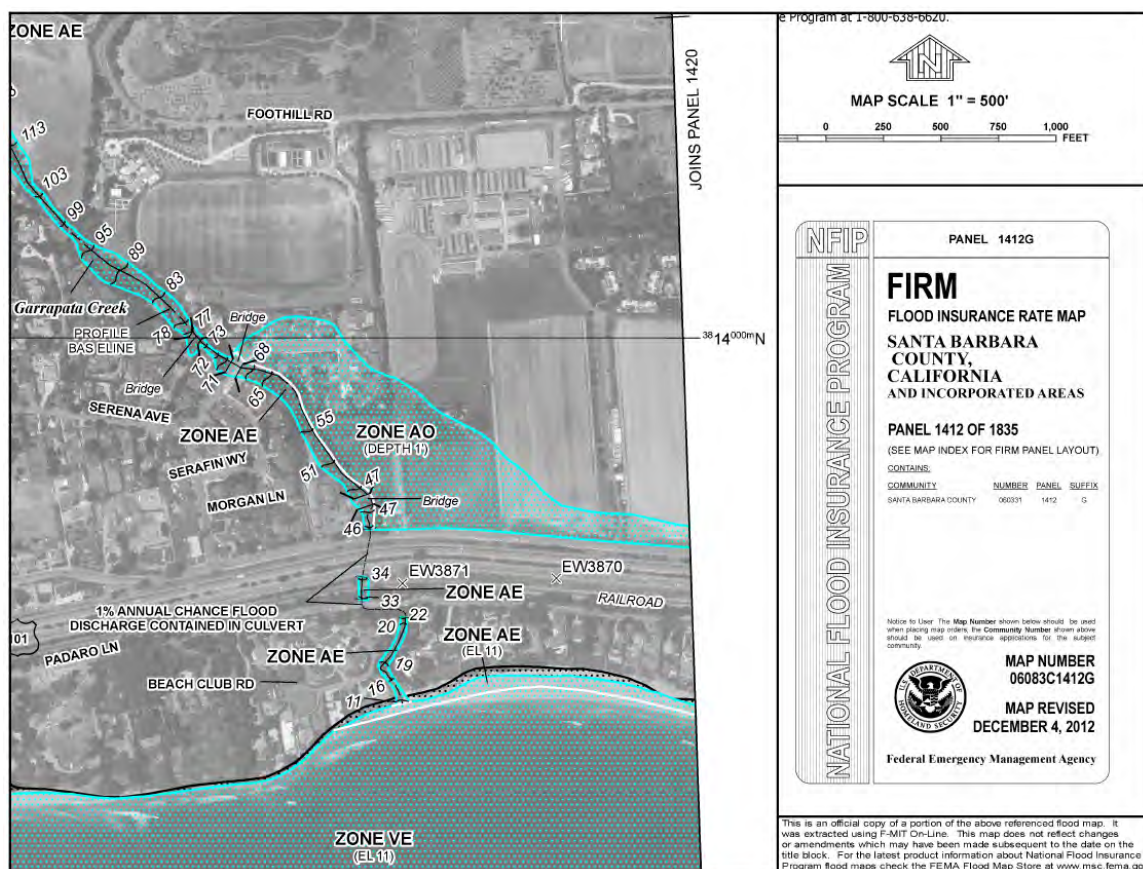 ZONE AE
FOOTHILL RD
JOINS PANEL 1420
113
103
99
95
89
83
Garrapata Creek
PROFILE
BAS ELINE
78
77
73
Bridge
72
71
Bridge
68
65
³⁸14⁰⁰⁰ᵐN
SERENA AVE
ZONE AE
55
ZONE AO
(DEPTH 1')
SERAFIN WY
51
MORGAN LN
47
Bridge
47
46
34
EW3871
EW3870
ZONE AE
33
RAILROAD
1% ANNUAL CHANCE FLOOD
DISCHARGE CONTAINED IN CULVERT
22
20
ZONE AE
(EL 11)
101
PADARO LN
ZONE AE
19
BEACH CLUB RD
16
11
ZONE VE
(EL 11)
e Program at 1-800-638-6620.
N
MAP SCALE 1" = 500'
0 250 500 750 1,000
FEET
NFIP
NATIONAL FLOOD INSURANCE PROGRAM
PANEL 1412G
FIRM
FLOOD INSURANCE RATE MAP
SANTA BARBARA
COUNTY,
CALIFORNIA
AND INCORPORATED AREAS
PANEL 1412 OF 1835
(SEE MAP INDEX FOR FIRM PANEL LAYOUT)
CONTAINS:
COMMUNITY NUMBER PANEL SUFFIX
SANTA BARBARA COUNTY 060331 1412 G
Notice to User: The Map Number shown below should be used
when placing map orders; the Community Number shown above
should be used on insurance applications for the subject
community.
U.S. DEPARTMENT OF
HOMELAND SECURITY
MAP NUMBER
06083C1412G
MAP REVISED
DECEMBER 4, 2012
Federal Emergency Management Agency
This is an official copy of a portion of the above referenced flood map. It
was extracted using F-MIT On-Line. This map does not reflect changes
or amendments which may have been made subsequent to the date on the
title block. For the latest product information about National Flood Insurance
Program flood maps check the FEMA Flood Map Store at www.msc.fema.go